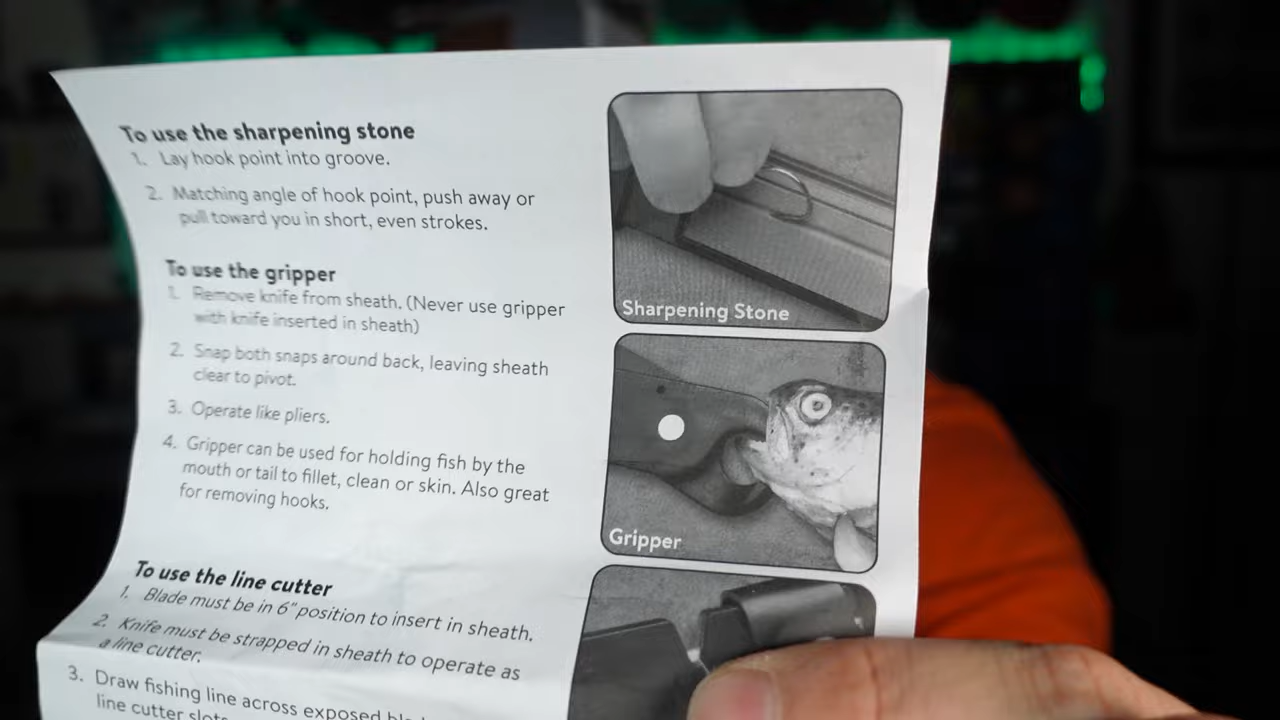 To use the sharpening stone
1. Lay hook point into groove.
2. Matching angle of hook point, push away or
pull toward you in short, even strokes.
To use the gripper
1. Remove knife from sheath. (Never use gripper
with knife inserted in sheath)
2. Snap both snaps around back, leaving sheath
clear to pivot.
3. Operate like pliers.
4. Gripper can be used for holding fish by the
mouth or tail to fillet, clean or skin. Also great
for removing hooks.
To use the line cutter
1. Blade must be in 6" position to insert in sheath.
2. Knife must be strapped in sheath to operate as
a line cutter.
3. Draw fishing line across exposed
line cutter slots
Sharpening Stone
Gripper